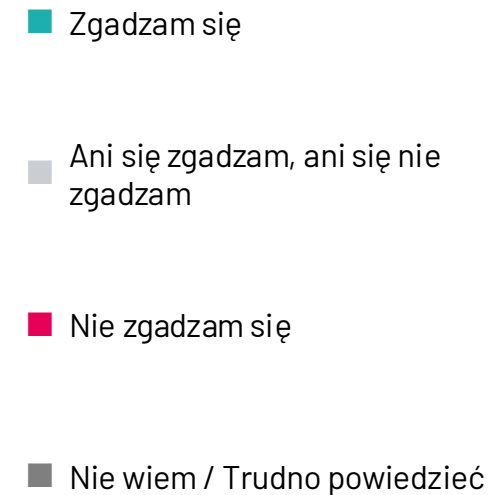 Zgadzam się
Ani się zgadzam, ani się nie
zgadzam
Nie zgadzam się
Nie wiem / Trudno powiedzieć